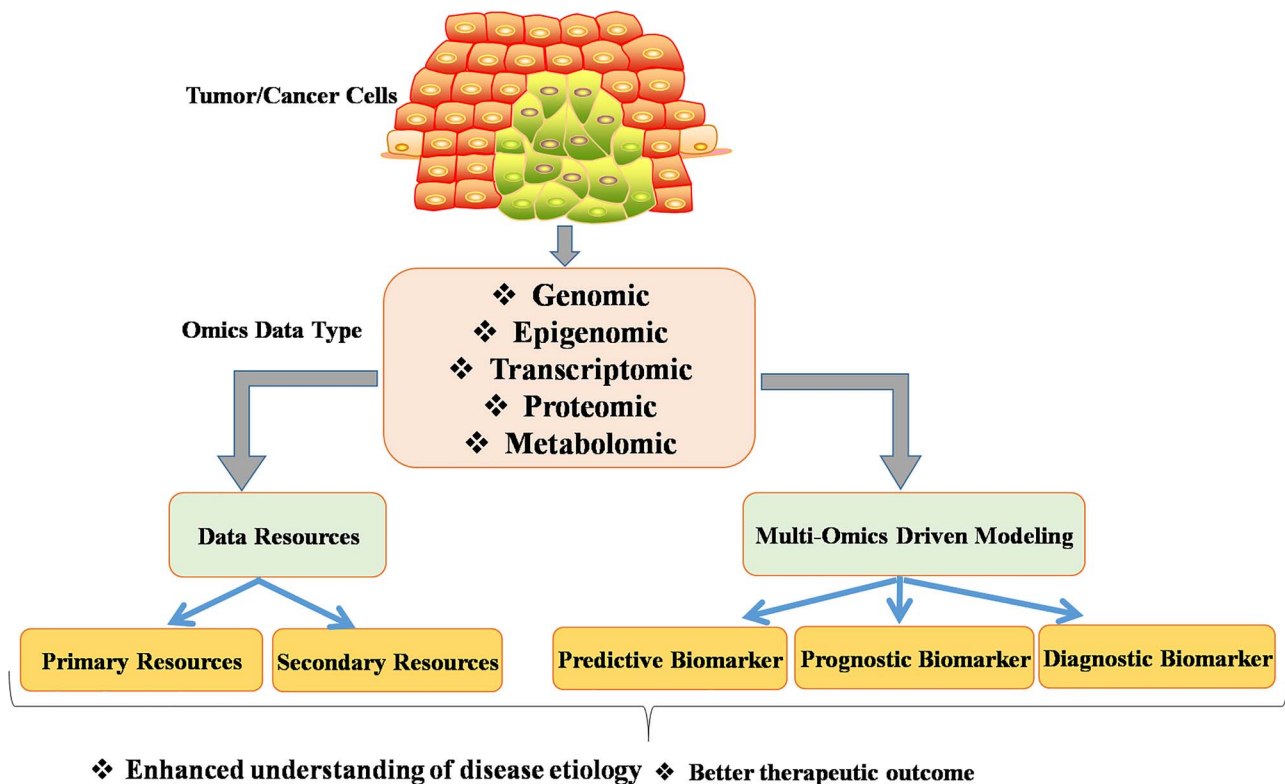 Tumor/Cancer Cells
Omics Data Type
❖ Genomic
❖ Epigenomic
❖ Transcriptomic
❖ Proteomic
❖ Metabolomic
Data Resources
Multi-Omics Driven Modeling
Primary Resources
Secondary Resources
Predictive Biomarker
Prognostic Biomarker
Diagnostic Biomarker
❖ Enhanced understanding of disease etiology ❖ Better therapeutic outcome